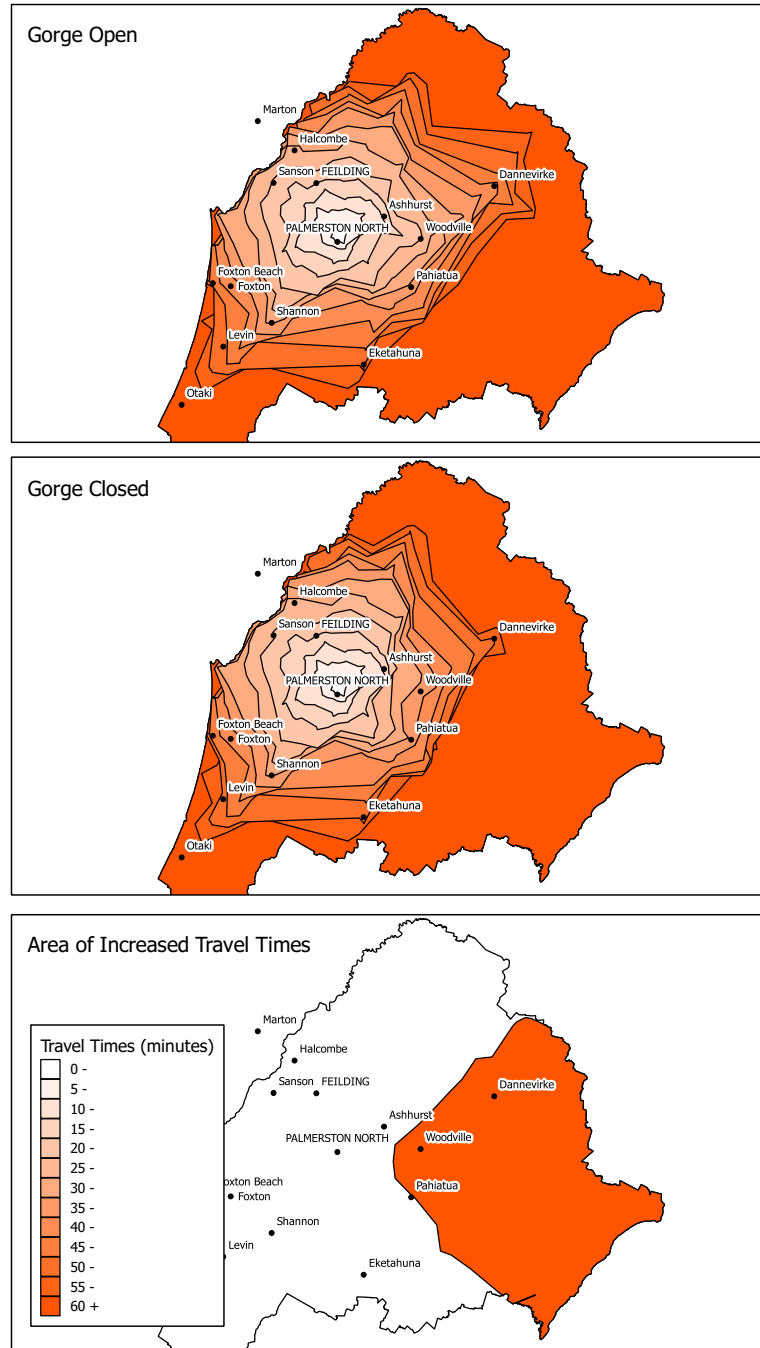 Gorge Open
Marton
Halcombe
Sanson
FEILDING
Dannevirke
Ashhurst
PALMERSTON NORTH
Woodville
Foxton Beach
Foxton
Pahiatua
Shannon
Levin
Eketahuna
Otaki
Gorge Closed
Marton
Halcombe
Sanson
FEILDING
Dannevirke
Ashhurst
PALMERSTON NORTH
Woodville
Foxton Beach
Foxton
Pahiatua
Shannon
Levin
Eketahuna
Otaki
Area of Increased Travel Times
Marton
Halcombe
Sanson
FEILDING
Dannevirke
Ashhurst
PALMERSTON NORTH
Woodville
oxton Beach
Foxton
Pahiatua
Shannon
Levin
Eketahuna
Travel Times (minutes)
0 -
5 -
10 -
15 -
20 -
25 -
30 -
35 -
40 -
45 -
50 -
55 -
60 +